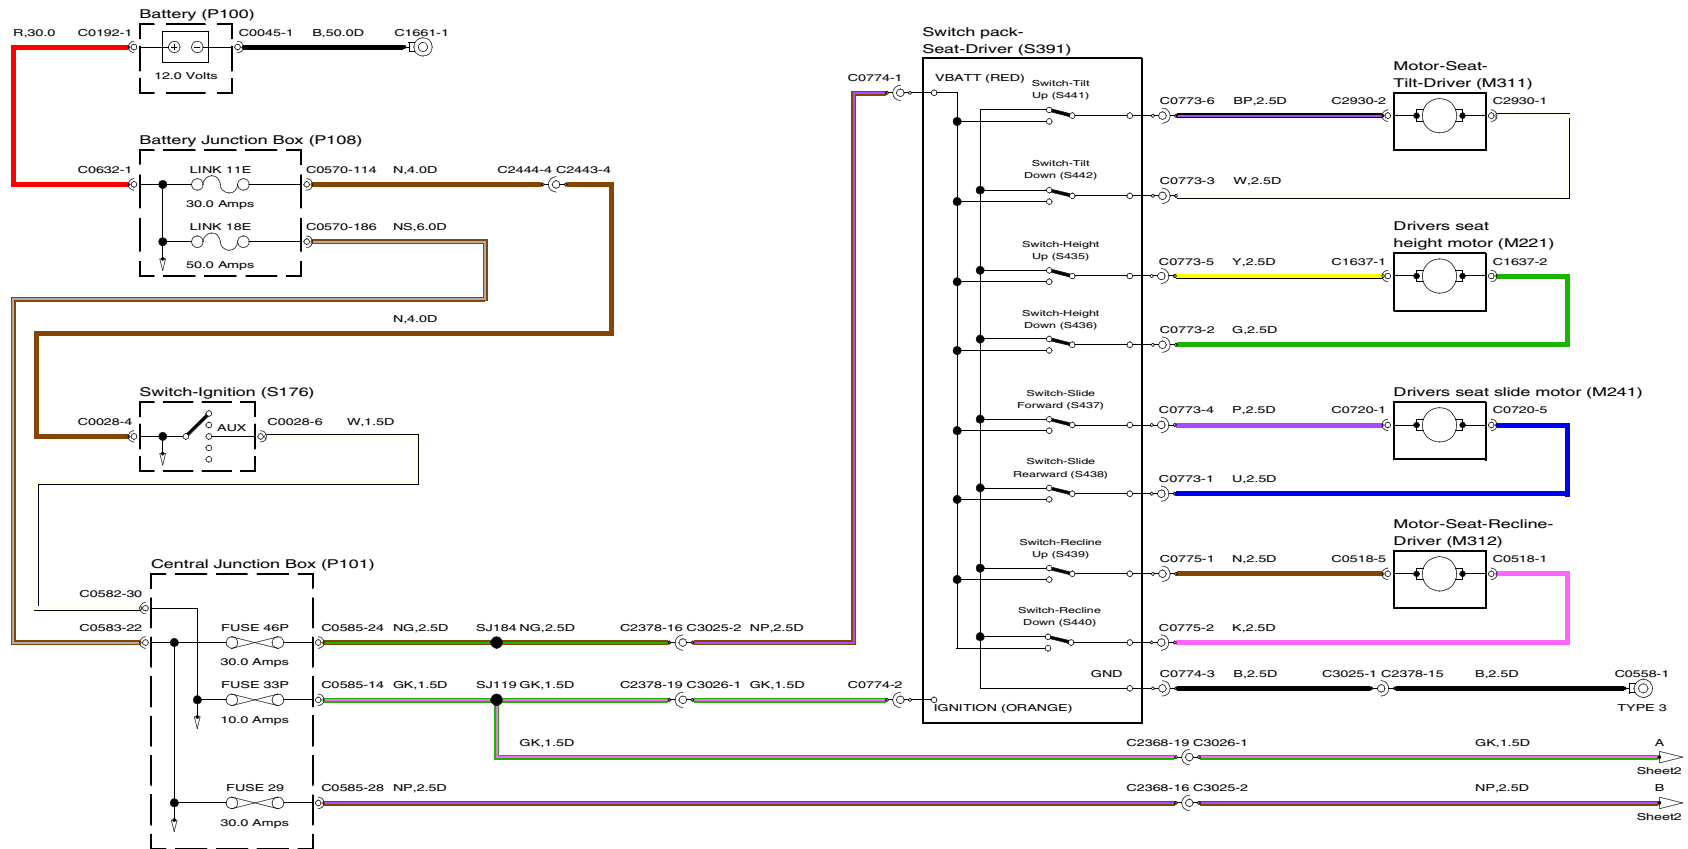 Battery (P100)
R,30.0 C0192-1 C0045-1 B,50.0D C1661-1
12.0 Volts
Battery Junction Box (P108)
C0632-1 LINK 11E C0570-114 N,4.0D C2444-4 C2443-4
30.0 Amps
LINK 18E C0570-186 NS,6.0D
50.0 Amps
N,4.0D
Switch-Ignition (S176)
C0028-4 AUX C0028-6 W,1.5D
Central Junction Box (P101)
C0582-30
C0583-22 FUSE 46P C0585-24 NG,2.5D SJ184 NG,2.5D C2378-16 C3025-2 NP,2.5D
30.0 Amps
FUSE 33P C0585-14 GK,1.5D SJ119 GK,1.5D C2378-19 C3026-1 GK,1.5D C0774-2
10.0 Amps
GK,1.5D C2368-19 C3026-1 GK,1.5D A
Sheet2
FUSE 29 C0585-28 NP,2.5D C2368-16 C3025-2 NP,2.5D B
30.0 Amps
Sheet2
Switch pack-
Seat-Driver (S391)
C0774-1 VBATT (RED)
Switch-Tilt
Up (S441)
C0773-6 BP,2.5D C2930-2 C2930-1
Motor-Seat-
Tilt-Driver (M311)
Switch-Tilt
Down (S442)
C0773-3 W,2.5D
Switch-Height
Up (S435)
C0773-5 Y,2.5D C1637-1 C1637-2
Drivers seat
height motor (M221)
Switch-Height
Down (S436)
C0773-2 G,2.5D
Switch-Slide
Forward (S437)
C0773-4 P,2.5D C0720-1 C0720-5
Drivers seat slide motor (M241)
Switch-Slide
Rearward (S438)
C0773-1 U,2.5D
Switch-Recline
Up (S439)
C0775-1 N,2.5D C0518-5 C0518-1
Motor-Seat-Recline-
Driver (M312)
Switch-Recline
Down (S440)
C0775-2 K,2.5D
GND C0774-3 B,2.5D C3025-1 C2378-15 B,2.5D C0558-1
TYPE 3
IGNITION (ORANGE)